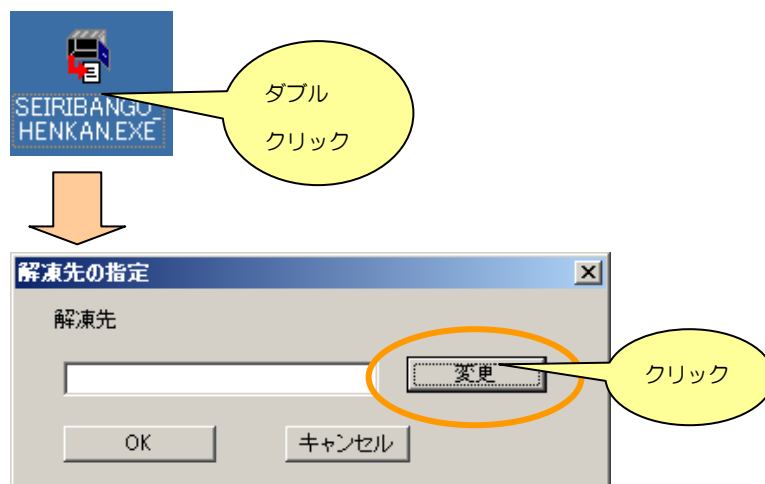 SEIRIBANGO_
HENKAN.EXE
ダブル
クリック
解凍先の指定
解凍先
変更
クリック
OK
キャンセル